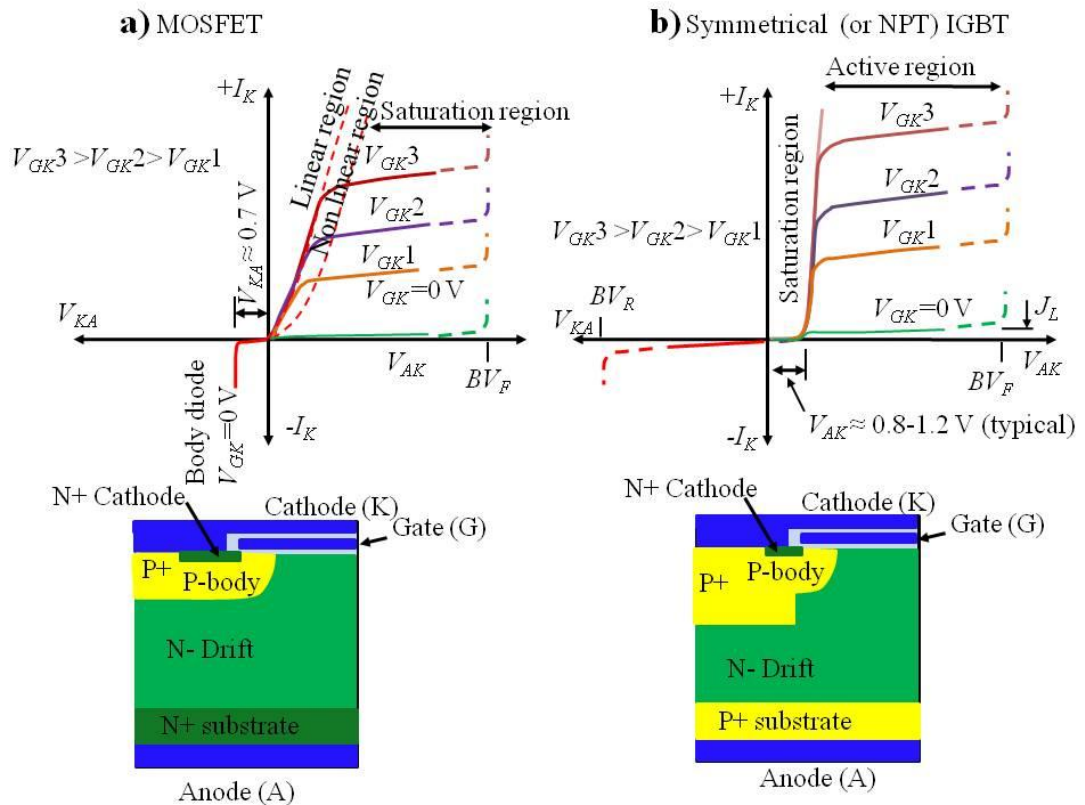 a) MOSFET
+I_K
Linear region
Non linear region
Saturation region
V_GK3 >V_GK2> V_GK1
V_GK3
V_GK2
V_GK1
V_GK=0 V
V_KA ≈ 0.7 V
V_KA
V_AK
BV_F
Body diode
V_GK=0 V
-I_K
N+ Cathode
Cathode (K)
Gate (G)
P+
P-body
N- Drift
N+ substrate
Anode (A)
b) Symmetrical (or NPT) IGBT
Active region
+I_K
Saturation region
V_GK3
V_GK2
V_GK3 >V_GK2> V_GK1
V_GK1
V_GK=0 V
J_L
BV_R
V_KA
V_AK
BV_F
V_AK≈ 0.8-1.2 V (typical)
-I_K
N+ Cathode
Cathode (K)
Gate (G)
P+
P-body
N- Drift
P+ substrate
Anode (A)